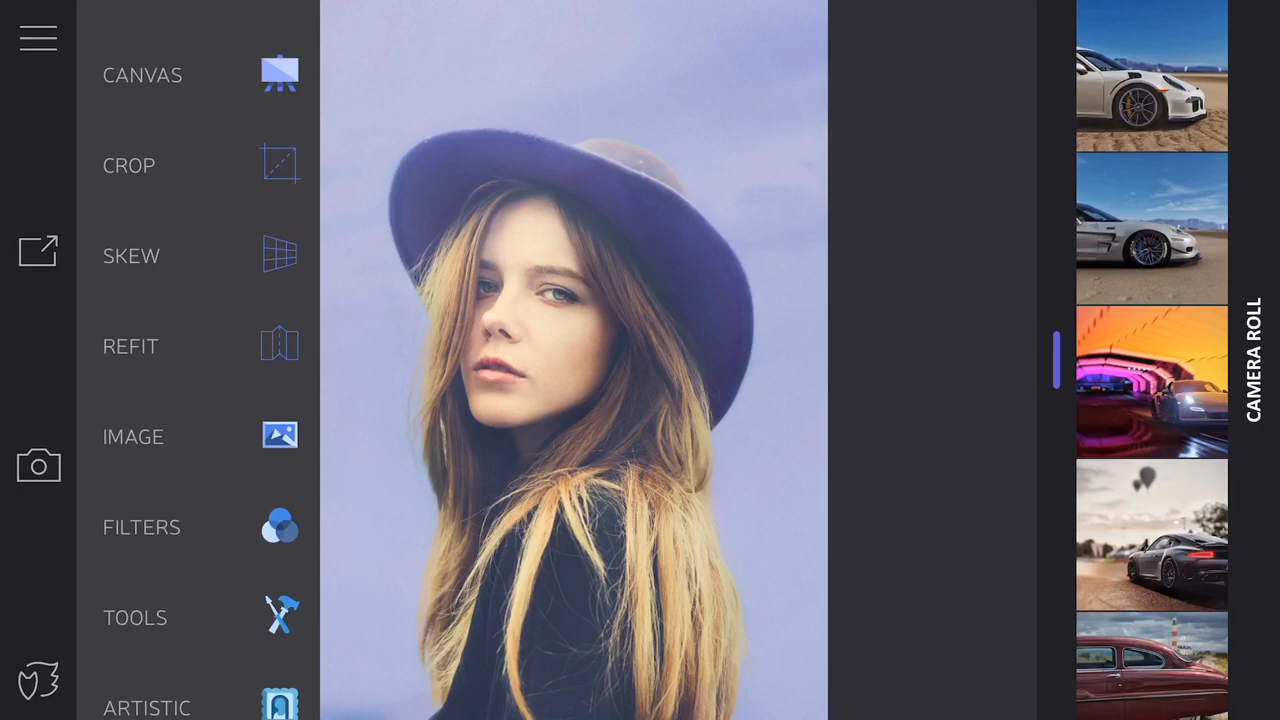 CANVAS
CROP
SKEW
REFIT
IMAGE
FILTERS
TOOLS
ARTISTIC
CAMERA ROLL